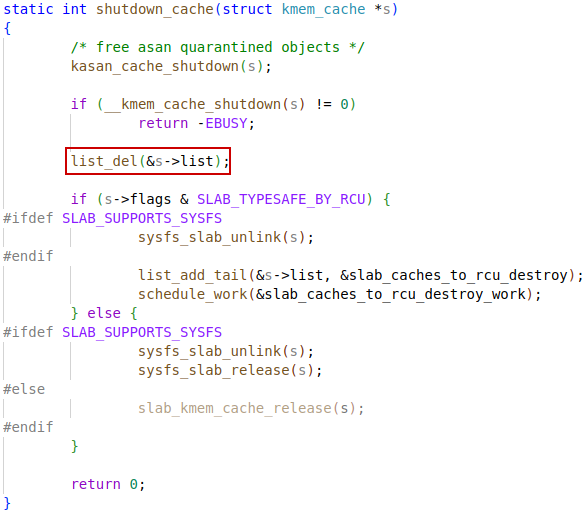 static int shutdown_cache(struct kmem_cache *s)
{
        /* free asan quarantined objects */
        kasan_cache_shutdown(s);

        if (__kmem_cache_shutdown(s) != 0)
                return -EBUSY;

        list_del(&s->list);

        if (s->flags & SLAB_TYPESAFE_BY_RCU) {
#ifdef SLAB_SUPPORTS_SYSFS
                sysfs_slab_unlink(s);
#endif
                list_add_tail(&s->list, &slab_caches_to_rcu_destroy);
                schedule_work(&slab_caches_to_rcu_destroy_work);
        } else {
#ifdef SLAB_SUPPORTS_SYSFS
                sysfs_slab_unlink(s);
                sysfs_slab_release(s);
#else
                slab_kmem_cache_release(s);
#endif
        }

        return 0;
}